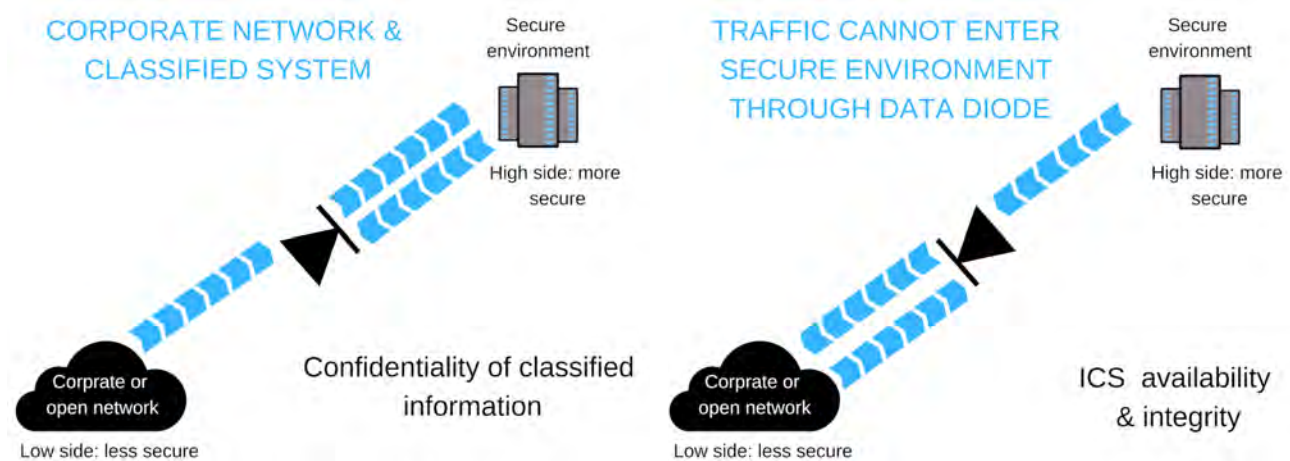 CORPORATE NETWORK &
CLASSIFIED SYSTEM
Secure
environment
High side: more
secure
Corprate or
open network
Low side: less secure
Confidentiality of classified
information
TRAFFIC CANNOT ENTER
SECURE ENVIRONMENT
THROUGH DATA DIODE
Secure
environment
High side: more
secure
Corprate or
open network
Low side: less secure
ICS availability
& integrity